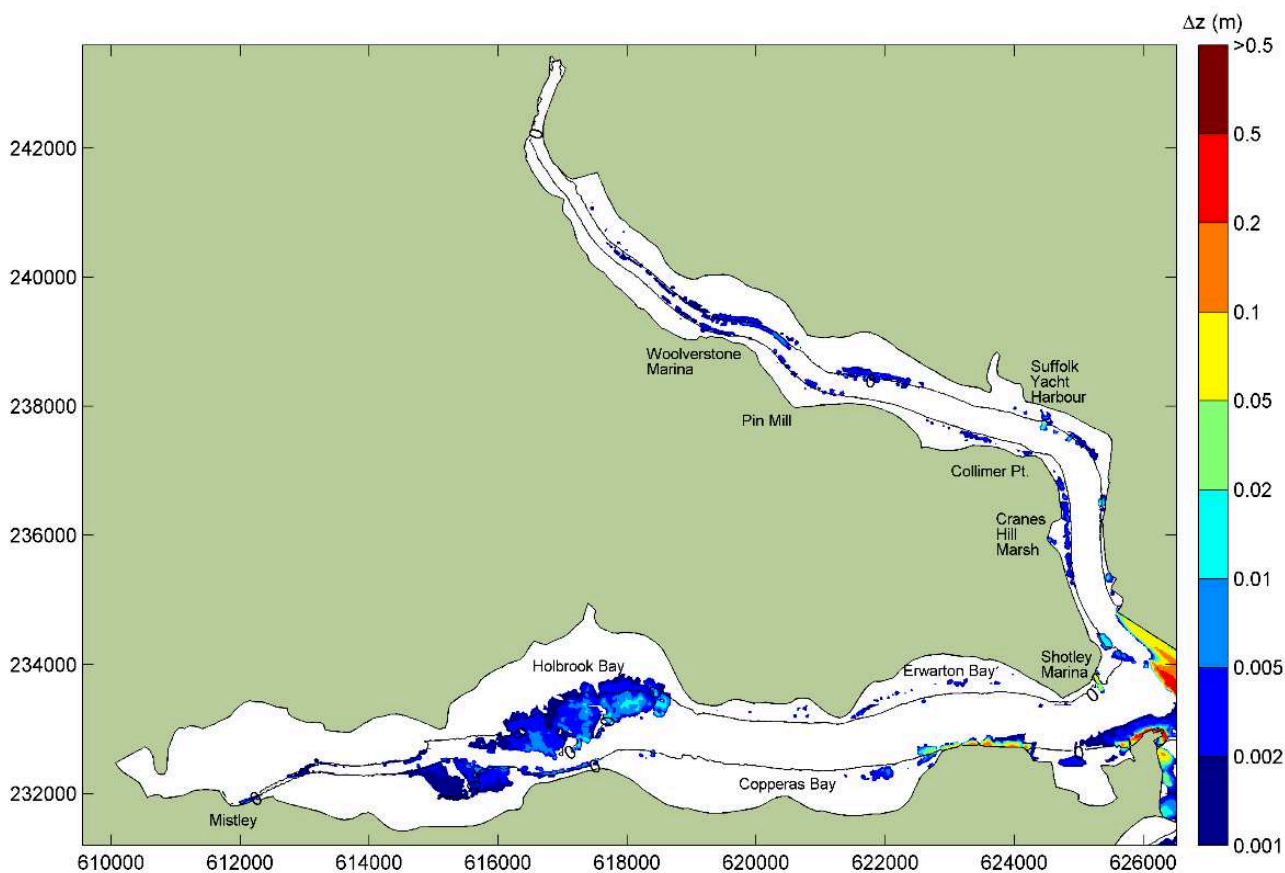 Δz (m)
>0.5
0.5
0.2
0.1
0.05
0.02
0.01
0.005
0.002
0.001
242000
240000
238000
236000
234000
232000
Woolverstone
Marina
Pin Mill
Suffolk
Yacht
Harbour
Collimer Pt.
Cranes
Hill
Marsh
Shotley
Marina
Holbrook Bay
Erwarton Bay
Copperas Bay
Mistley
610000 612000 614000 616000 618000 620000 622000 624000 626000